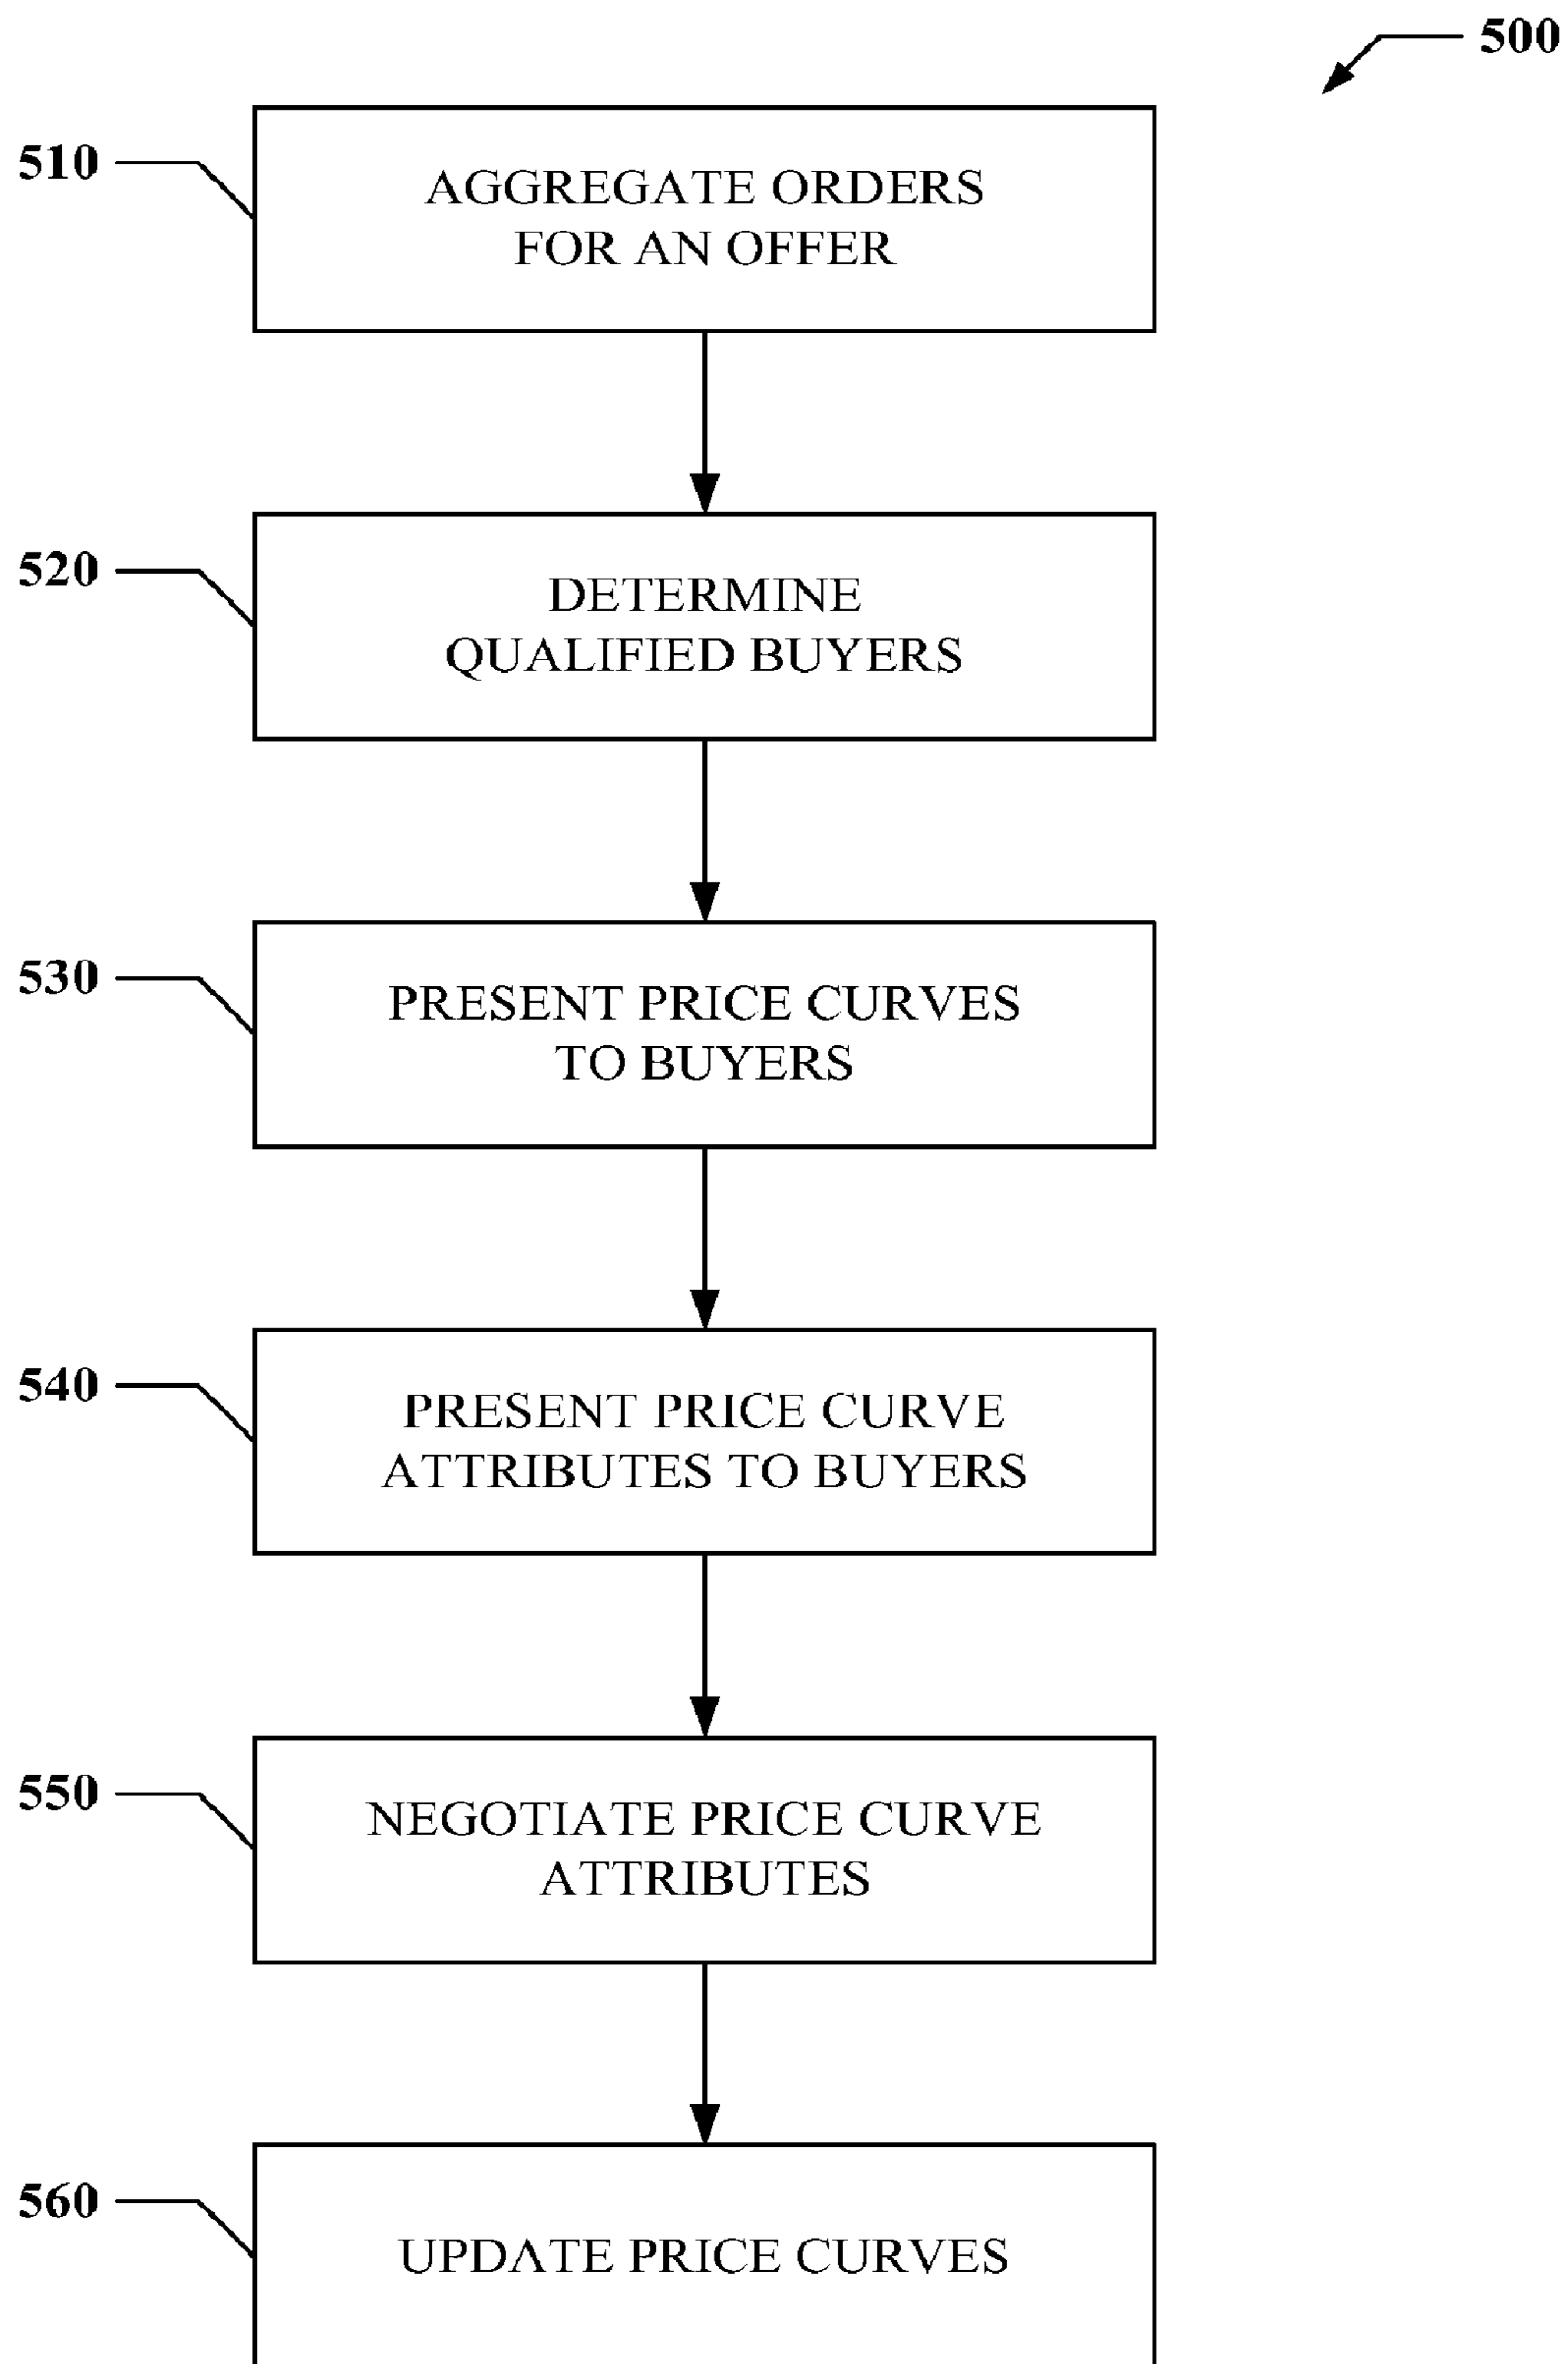 500
510
AGGREGATE ORDERS
FOR AN OFFER
520
DETERMINE
QUALIFIED BUYERS
530
PRESENT PRICE CURVES
TO BUYERS
540
PRESENT PRICE CURVE
ATTRIBUTES TO BUYERS
550
NEGOTIATE PRICE CURVE
ATTRIBUTES
560
UPDATE PRICE CURVES